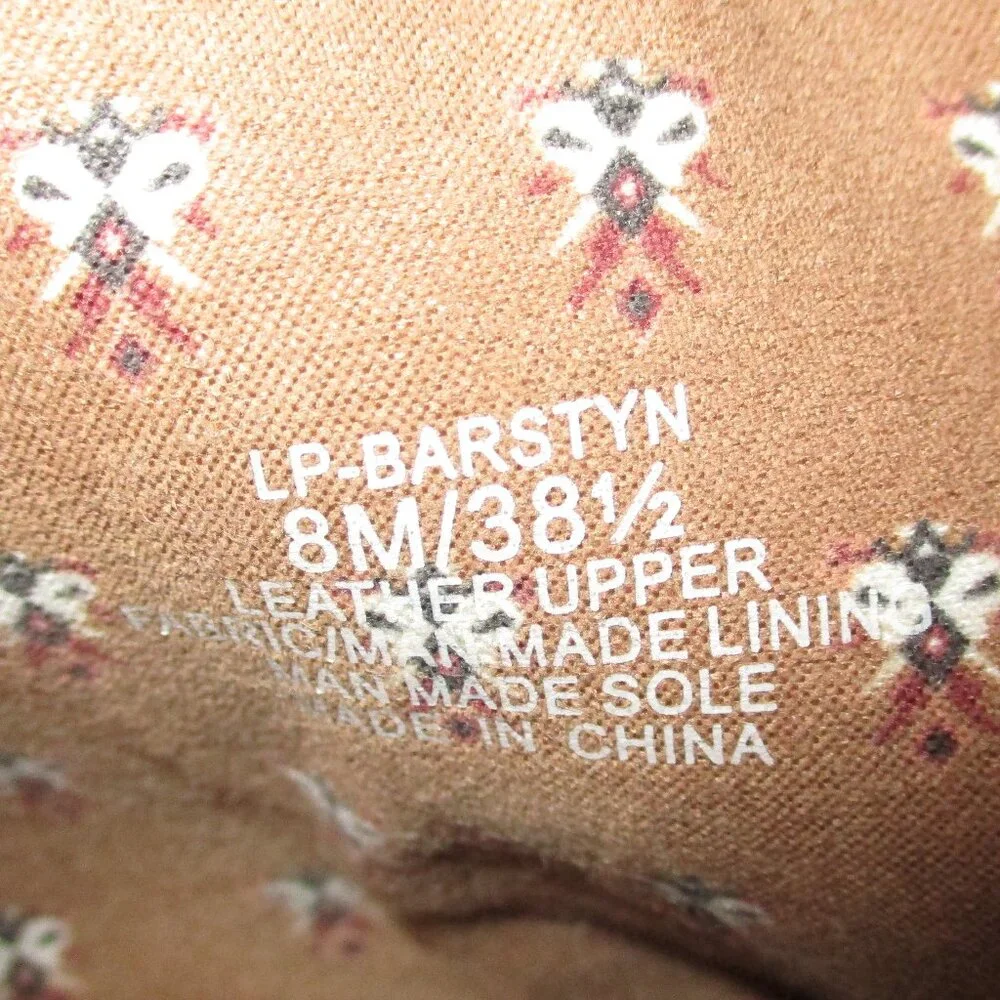 LP-BARSTYN
8M/38½
LEATHER UPPER
FABRIC/MAN MADE LINING
MAN MADE SOLE
MADE IN CHINA